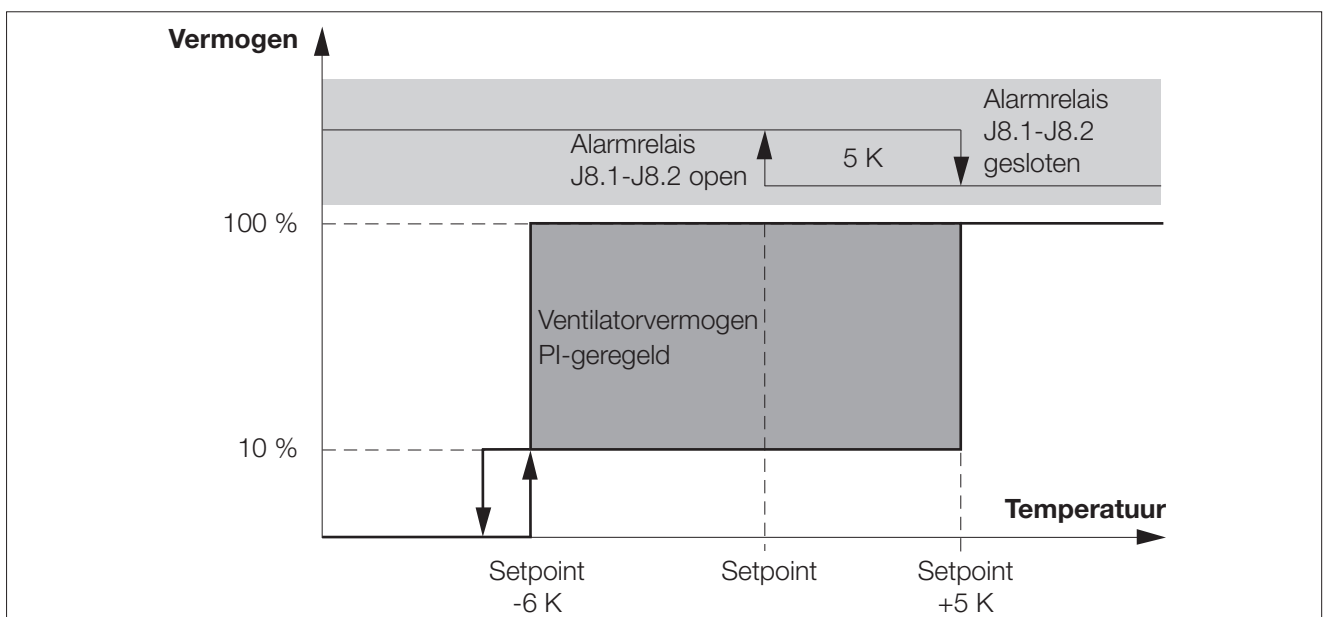 Vermogen
Alarmrelais
J8.1-J8.2
gesloten
Alarmrelais
J8.1-J8.2 open
5 K
100 %
Ventilatorvermogen
PI-geregeld
10 %
Temperatuur
Setpoint
-6 K
Setpoint
Setpoint
+5 K